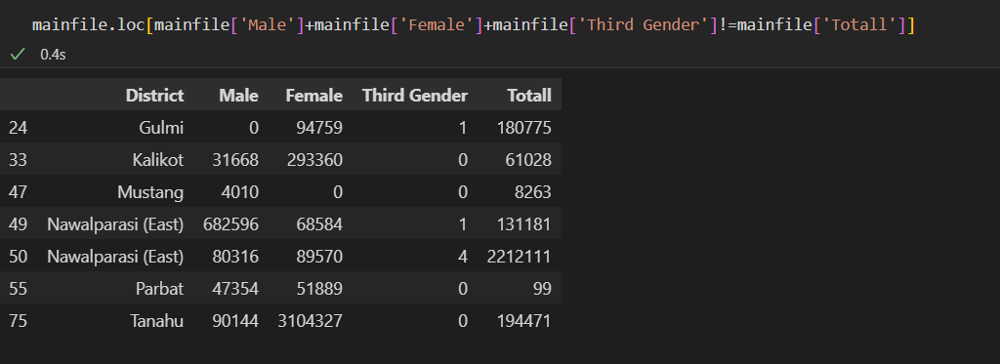 mainfile.loc[mainfile['Male']+mainfile['Female']+mainfile['Third Gender']!=mainfile['Totall']]
0.4s
District Male Female Third Gender Totall
24 Gulmi 0 94759 1 180775
33 Kalikot 31668 293360 0 61028
47 Mustang 4010 0 0 8263
49 Nawalparasi (East) 682596 68584 1 131181
50 Nawalparasi (East) 80316 89570 4 2212111
55 Parbat 47354 51889 0 99
75 Tanahu 90144 3104327 0 194471